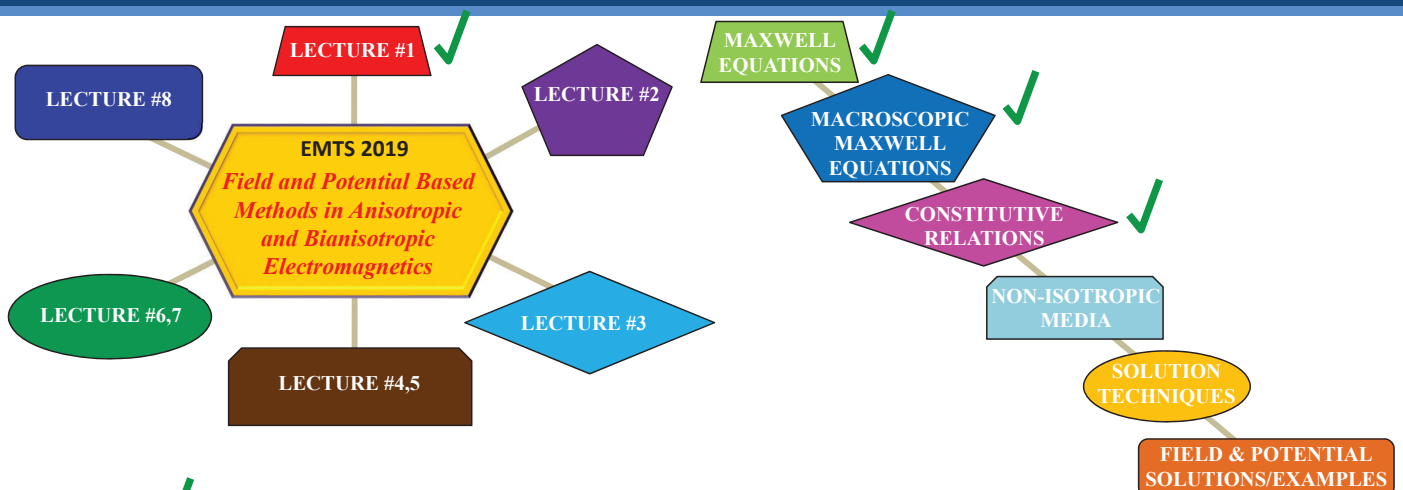 LECTURE #1
LECTURE #2
LECTURE #8
EMTS 2019
Field and Potential Based
Methods in Anisotropic
and Bianisotropic
Electromagnetics
LECTURE #6,7
LECTURE #3
LECTURE #4,5
MAXWELL
EQUATIONS
MACROSCOPIC
MAXWELL
EQUATIONS
CONSTITUTIVE
RELATIONS
NON-ISOTROPIC
MEDIA
SOLUTION
TECHNIQUES
FIELD & POTENTIAL
SOLUTIONS/EXAMPLES